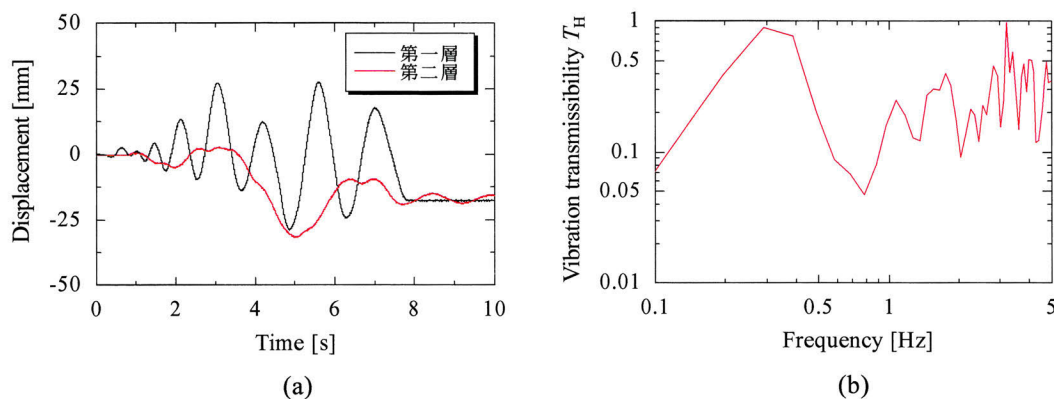 50
25
0
-25
-50
Displacement [mm]
第一層
第二層
0 2 4 6 8 10
Time [s]
(a)
1
0.5
0.1
0.05
0.01
Vibration transmissibility TH
0.1 0.5 1 5
Frequency [Hz]
(b)